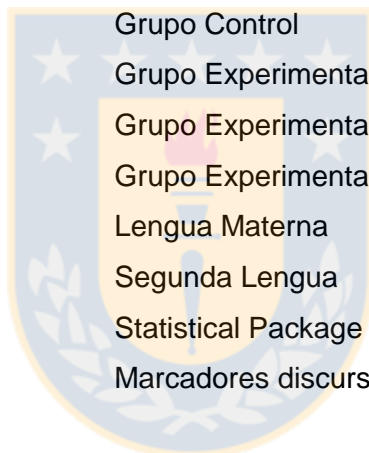 Grupo Control
Grupo Experimenta
Grupo Experimenta
Grupo Experimenta
Lengua Materna
Segunda Lengua
Statistical Package
Marcadores discurs